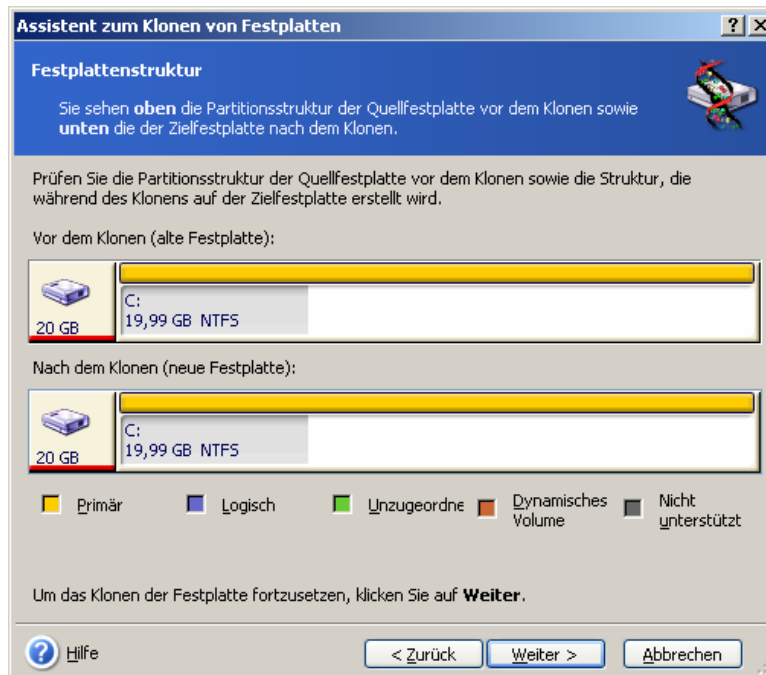 Assistent zum Klonen von Festplatten
Festplattenstruktur
Sie sehen oben die Partitionsstruktur der Quellfestplatte vor dem Klonen sowie
unten die der Zielfestplatte nach dem Klonen.
Prüfen Sie die Partitionsstruktur der Quellfestplatte vor dem Klonen sowie die Struktur, die
während des Klonens auf der Zielfestplatte erstellt wird.
Vor dem Klonen (alte Festplatte):
C:
20 GB 19,99 GB NTFS
Nach dem Klonen (neue Festplatte):
C:
20 GB 19,99 GB NTFS
Primär Logisch Unzugeordne Dynamisches Volume Nicht unterstützt
Um das Klonen der Festplatte fortzusetzen, klicken Sie auf Weiter.
? Hilfe < Zurück Weiter > Abbrechen